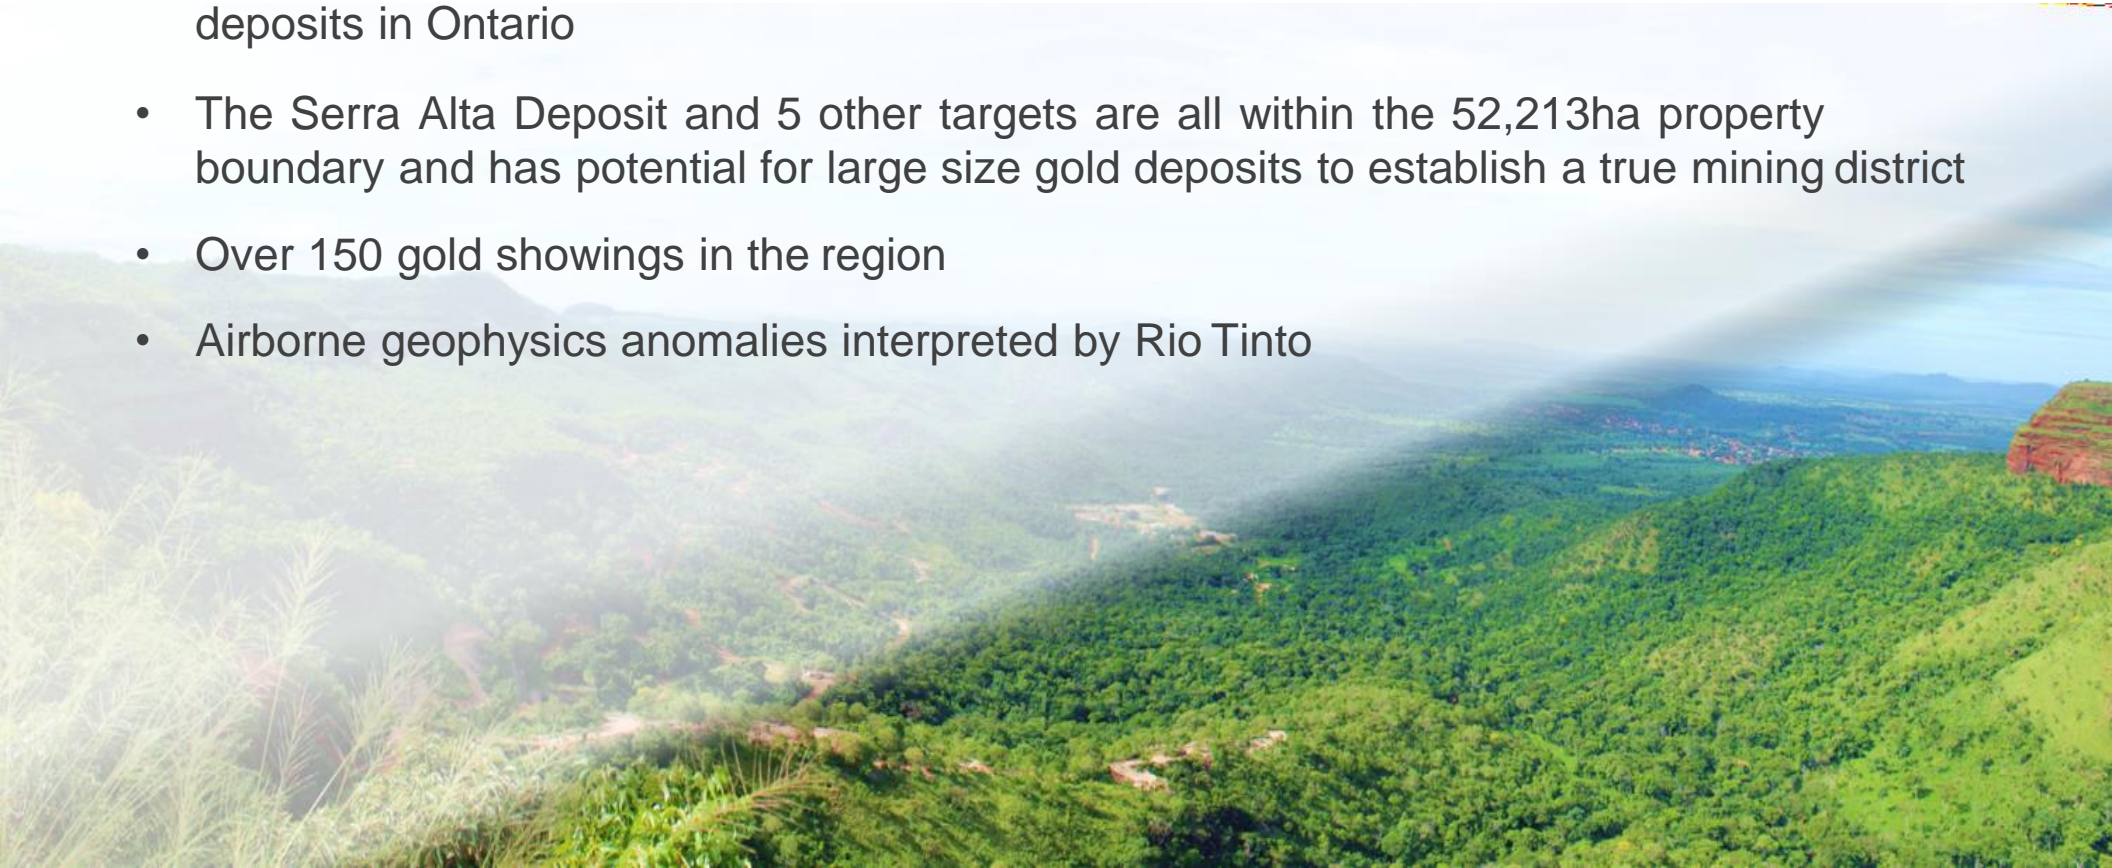 deposits in Ontario
• The Serra Alta Deposit and 5 other targets are all within the 52,213ha property
boundary and has potential for large size gold deposits to establish a true mining district
• Over 150 gold showings in the region
• Airborne geophysics anomalies interpreted by Rio Tinto